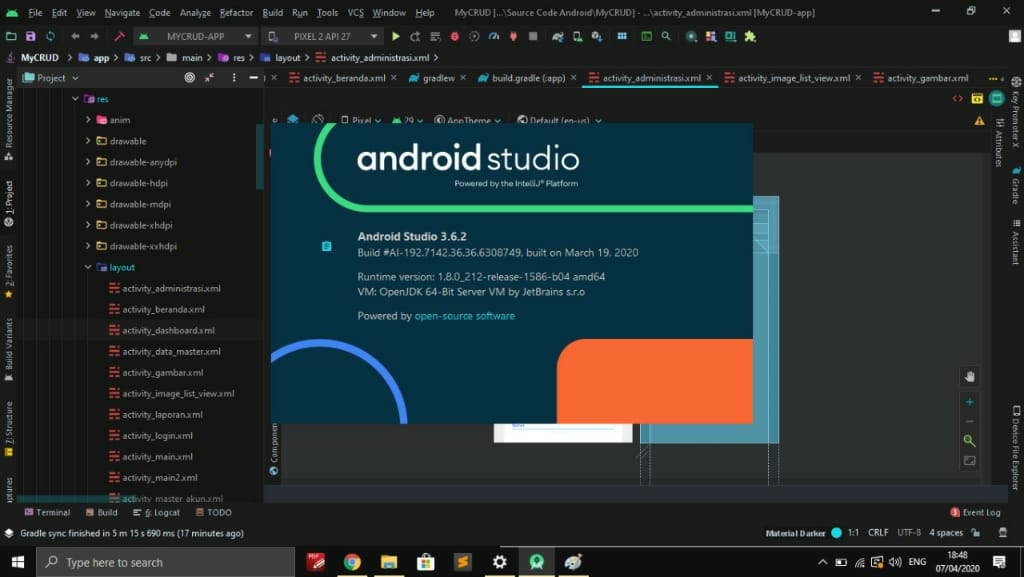 File Edit View Navigate Code Analyze Refactor Build Run Tools VCS Window Help MyCRUD [...\Source Code Android\MyCRUD] - ...\activity_administrasi.xml [MyCRUD-app]
MYCRUD-APP PIXEL 2 API 27
MyCRUD app src main res layout activity_administrasi.xml
Project activity_beranda.xml gradlew build.gradle (:app) activity_administrasi.xml activity_image_list_view.xml activity_gambar.xml
Pixel 29 AppTheme Default (en-us)
res
anim
drawable
drawable-anydpi
drawable-hdpi
drawable-mdpi
drawable-xhdpi
drawable-xxhdpi
layout
activity_administrasi.xml
activity_beranda.xml
activity_dashboard.xml
activity_data_master.xml
activity_gambar.xml
activity_image_list_view.xml
activity_laporan.xml
activity_login.xml
activity_main.xml
activity_main2.xml
activity_master_akun.xml
android studio
Powered by the IntelliJ® Platform
Android Studio 3.6.2
Build #AI-192.7142.36.36.6308749, built on March 19, 2020
Runtime version: 1.8.0_212-release-1586-b04 amd64
VM: OpenJDK 64-Bit Server VM by JetBrains s.r.o
Powered by open-source software
Resource Manager
1: Project
2: Favorites
Build Variants
7: Structure
Key Promoter X
Attributes
Gradle
Assistant
Device File Explorer
Terminal Build 6: Logcat TODO Event Log
Gradle sync finished in 5 m 15 s 690 ms (17 minutes ago) Material Darker 1:1 CRLF UTF-8 4 spaces
Type here to search PDF ENG 18:48
07/04/2020